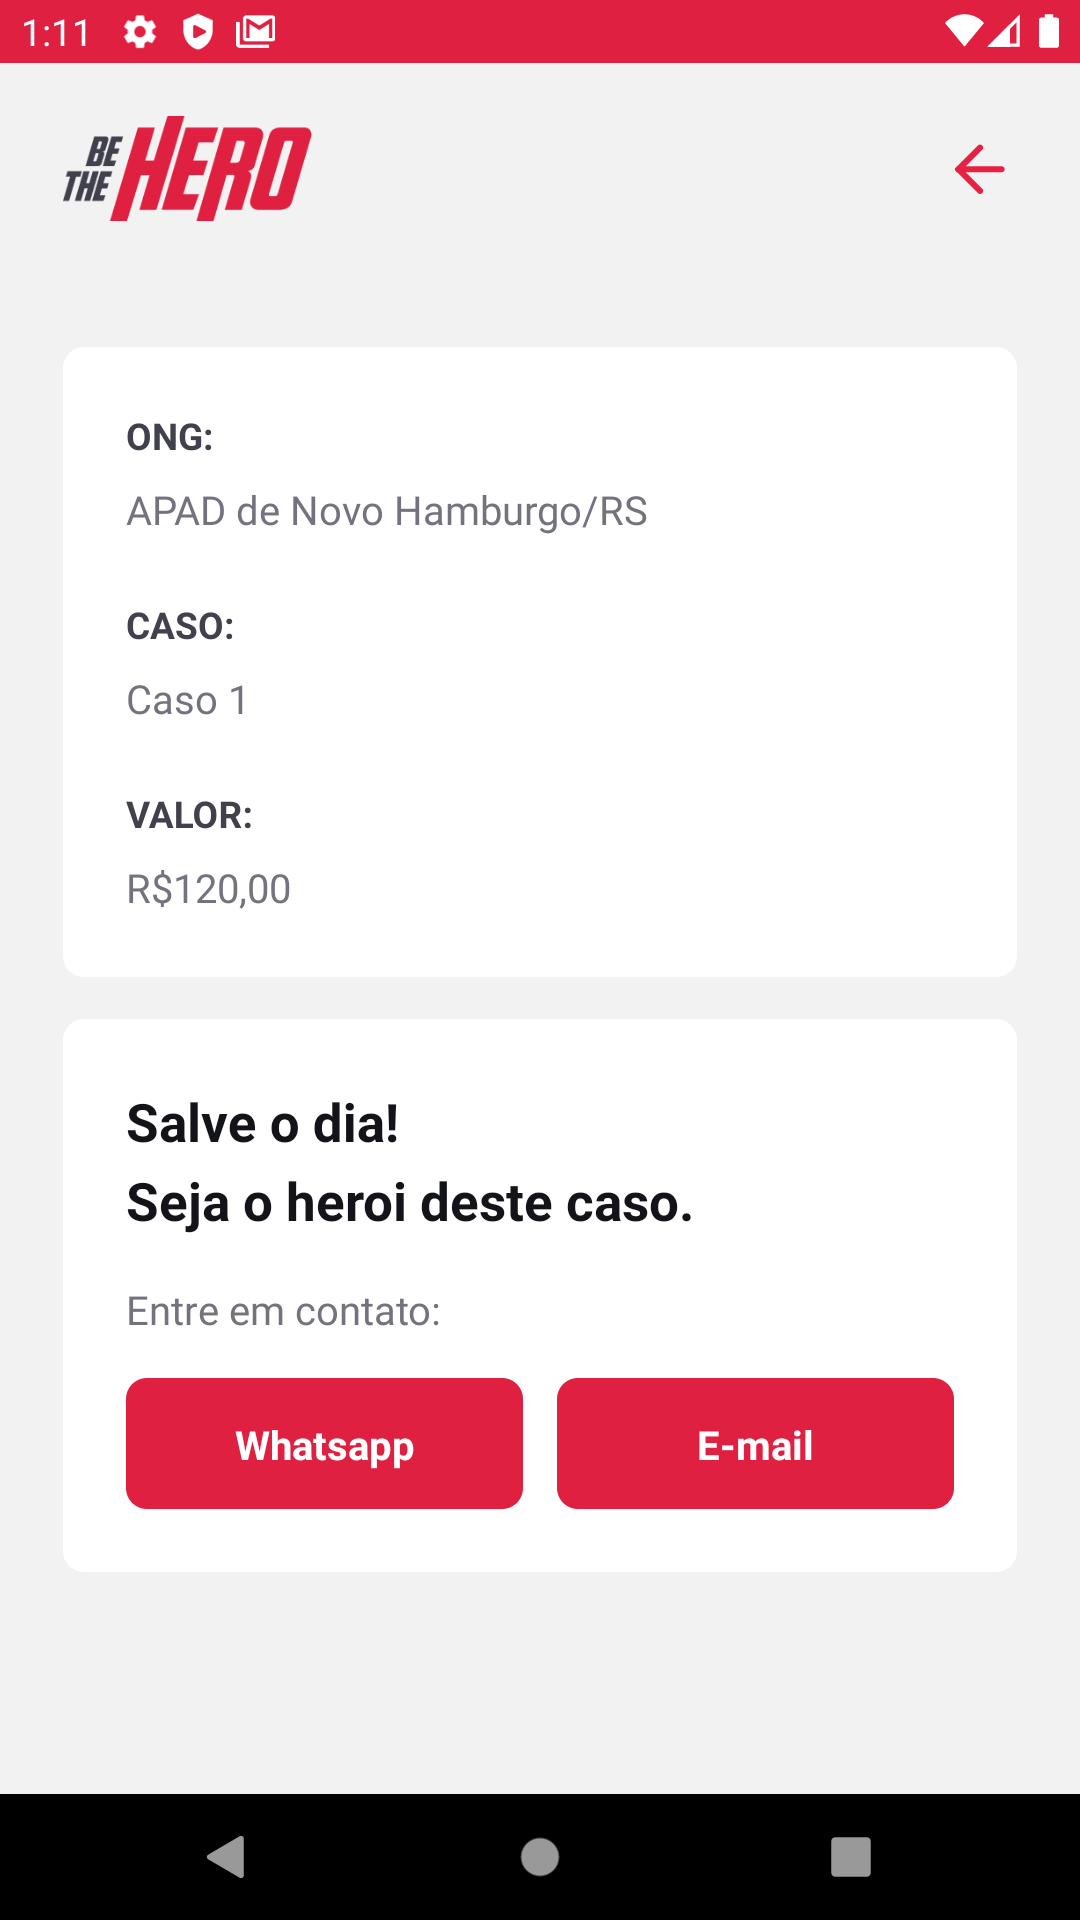 1:11
BE
THE HERO
ONG:
APAD de Novo Hamburgo/RS
CASO:
Caso 1
VALOR:
R$120,00
Salve o dia!
Seja o heroi deste caso.
Entre em contato:
Whatsapp E-mail